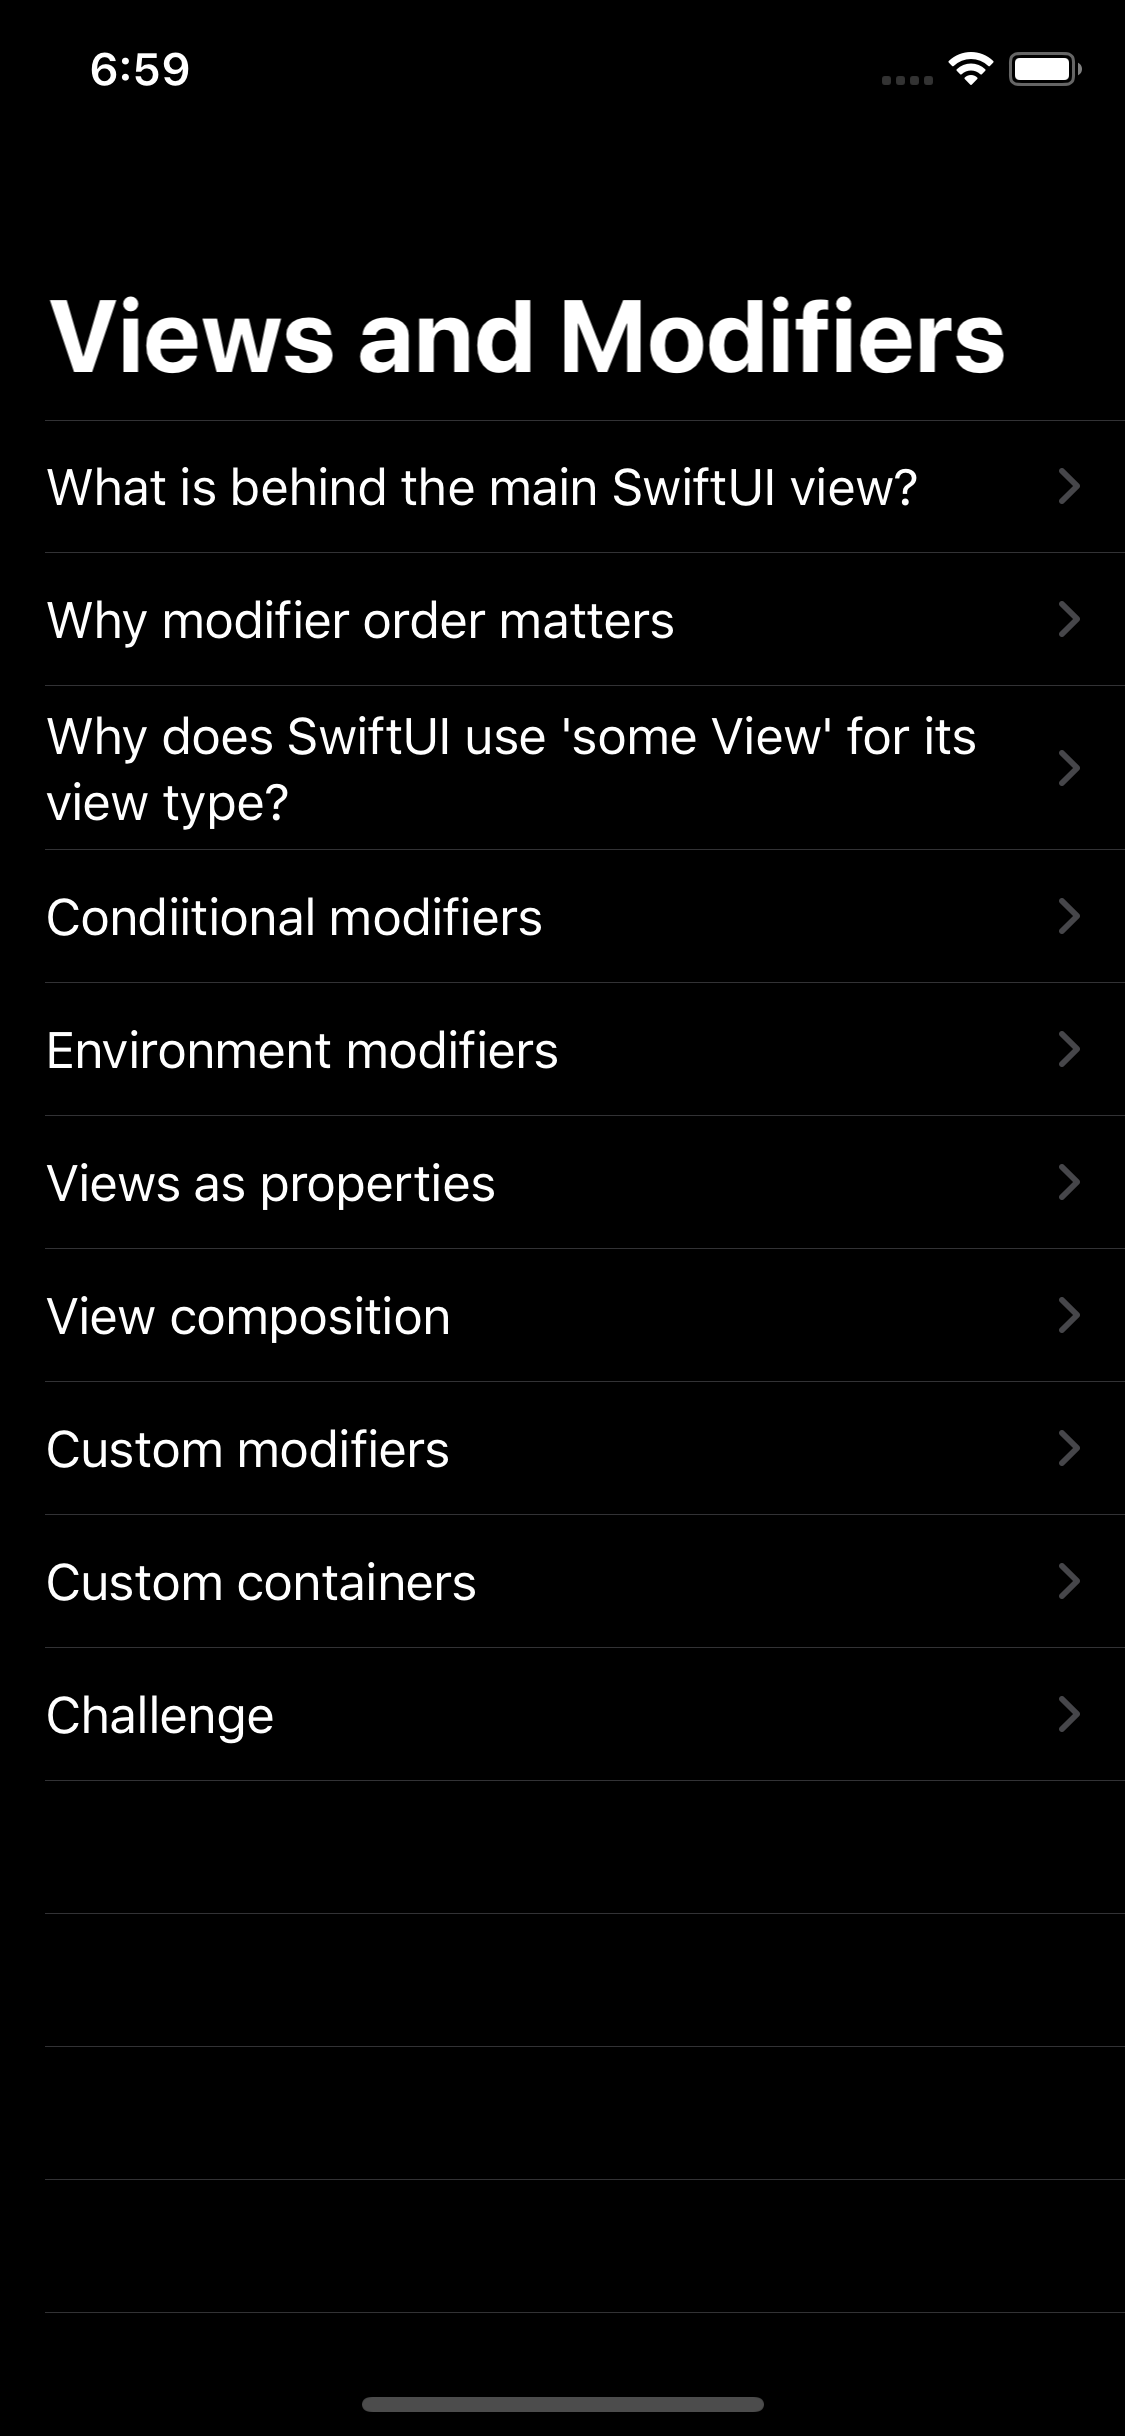 6:59
Views and Modifiers
What is behind the main SwiftUI view?
Why modifier order matters
Why does SwiftUI use 'some View' for its
view type?
Condiitional modifiers
Environment modifiers
Views as properties
View composition
Custom modifiers
Custom containers
Challenge